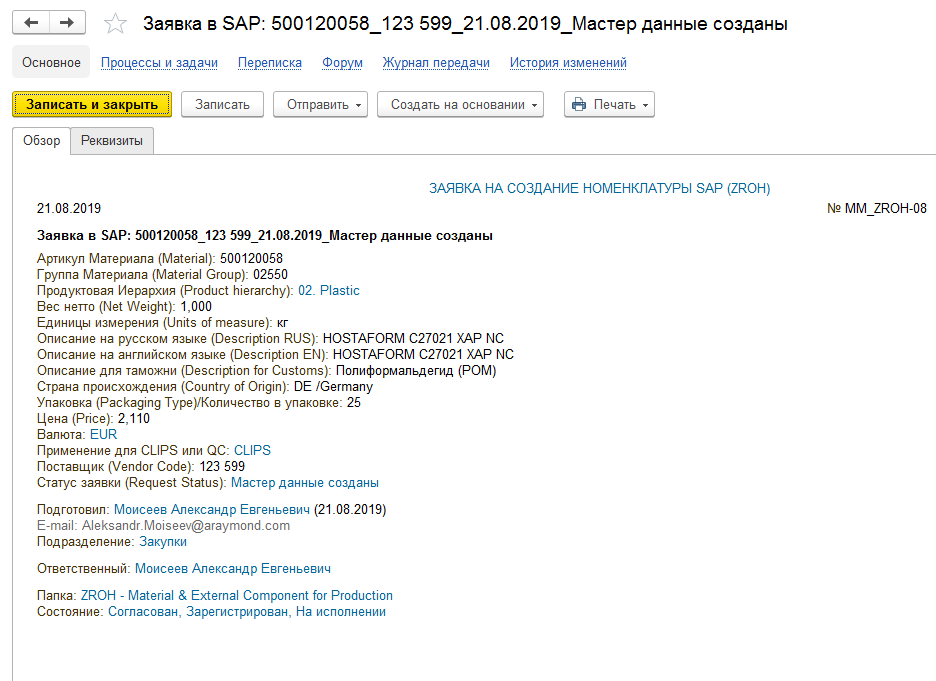 Заявка в SAP: 500120058_123 599_21.08.2019_Мастер данные созданы
Основное Процессы и задачи Переписка Форум Журнал передачи История изменений
Записать и закрыть Записать Отправить Создать на основании Печать
Обзор Реквизиты
ЗАЯВКА НА СОЗДАНИЕ НОМЕНКЛАТУРЫ SAP (ZROH)
21.08.2019 № MM_ZROH-08
Заявка в SAP: 500120058_123 599_21.08.2019_Мастер данные созданы
Артикул Материала (Material): 500120058
Группа Материала (Material Group): 02550
Продуктовая Иерархия (Product hierarchy): 02. Plastic
Вес нетто (Net Weight): 1,000
Единицы измерения (Units of measure): кг
Описание на русском языке (Description RUS): HOSTAFORM C27021 XAP NC
Описание на английском языке (Description EN): HOSTAFORM C27021 XAP NC
Описание для таможни (Description for Customs): Полиформальдегид (POM)
Страна происхождения (Country of Origin): DE /Germany
Упаковка (Packaging Type)/Количество в упаковке: 25
Цена (Price): 2,110
Валюта: EUR
Применение для CLIPS или QC: CLIPS
Поставщик (Vendor Code): 123 599
Статус заявки (Request Status): Мастер данные созданы
Подготовил: Моисеев Александр Евгеньевич (21.08.2019)
E-mail: Aleksandr.Moiseev@araymond.com
Подразделение: Закупки
Ответственный: Моисеев Александр Евгеньевич
Папка: ZROH - Material & External Component for Production
Состояние: Согласован, Зарегистрирован, На исполнении